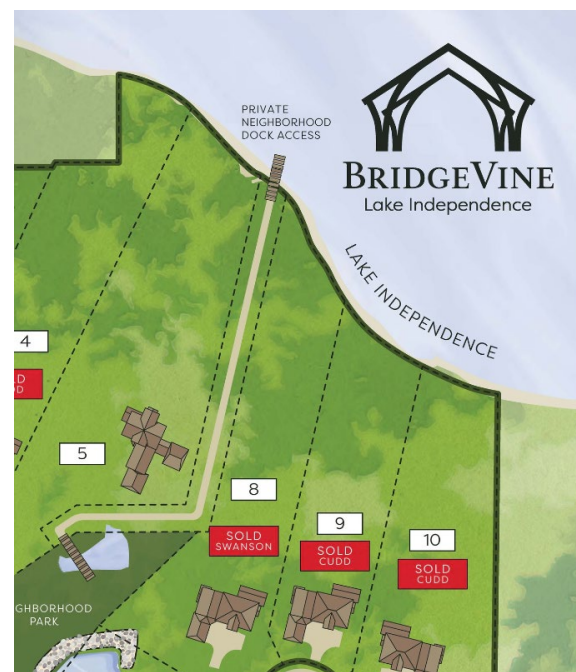 PRIVATE
NEIGHBORHOOD
DOCK ACCESS
BRIDGEVINE
Lake Independence
LAKE INDEPENDENCE
4
5
8
SOLD
SWANSON
9
SOLD
CUDD
10
SOLD
CUDD
GHBORHOOD
PARK